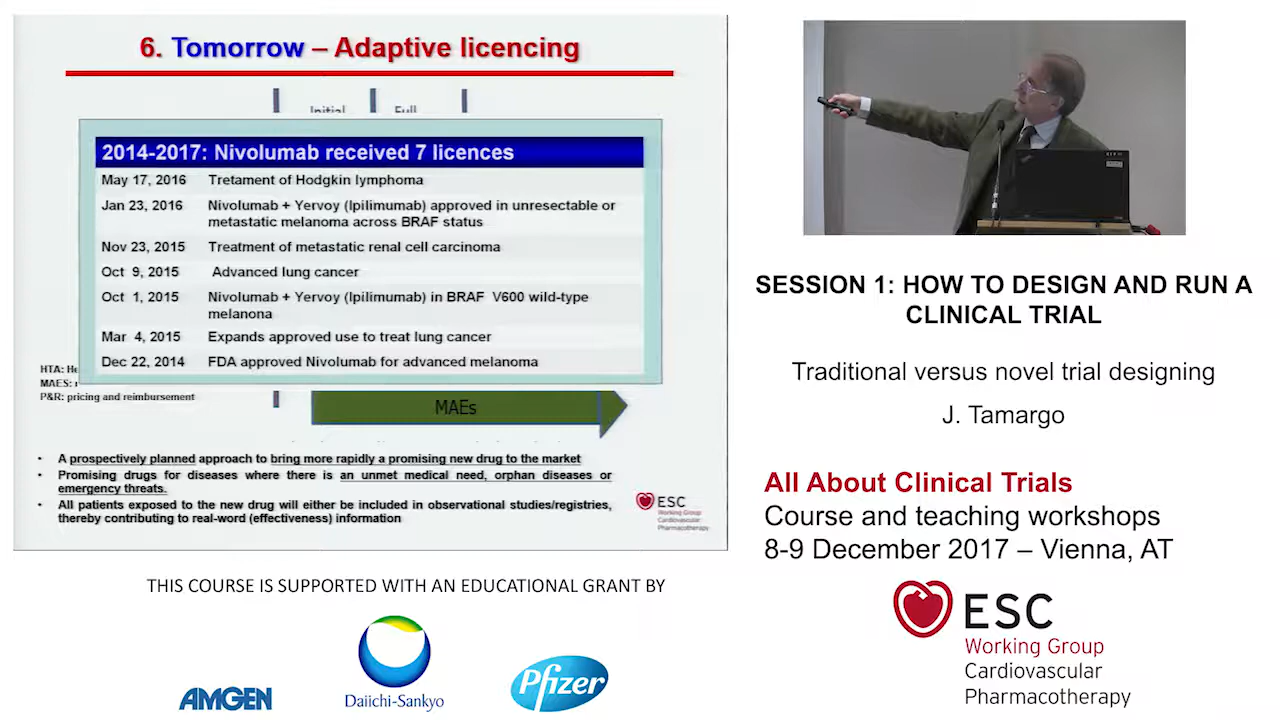 6. Tomorrow – Adaptive licencing
Initial Full
2014-2017: Nivolumab received 7 licences
May 17, 2016 Tretament of Hodgkin lymphoma
Jan 23, 2016 Nivolumab + Yervoy (Ipilimumab) approved in unresectable or
metastatic melanoma across BRAF status
Nov 23, 2015 Treatment of metastatic renal cell carcinoma
Oct 9, 2015 Advanced lung cancer
Oct 1, 2015 Nivolumab + Yervoy (Ipilimumab) in BRAF V600 wild-type
melanona
Mar 4, 2015 Expands approved use to treat lung cancer
Dec 22, 2014 FDA approved Nivolumab for advanced melanoma
HTA: He
MAES:
P&R: pricing and reimbursement
MAEs
• A prospectively planned approach to bring more rapidly a promising new drug to the market
• Promising drugs for diseases where there is an unmet medical need, orphan diseases or
emergency threats.
• All patients exposed to the new drug will either be included in observational studies/registries,
thereby contributing to real-word (effectiveness) information
ESC
Working Group
Cardiovascular
Pharmacotherapy
SESSION 1: HOW TO DESIGN AND RUN A
CLINICAL TRIAL
Traditional versus novel trial designing
J. Tamargo
All About Clinical Trials
Course and teaching workshops
8-9 December 2017 – Vienna, AT
ESC
Working Group
Cardiovascular
Pharmacotherapy
THIS COURSE IS SUPPORTED WITH AN EDUCATIONAL GRANT BY
AMGEN
Daiichi-Sankyo
Pfizer